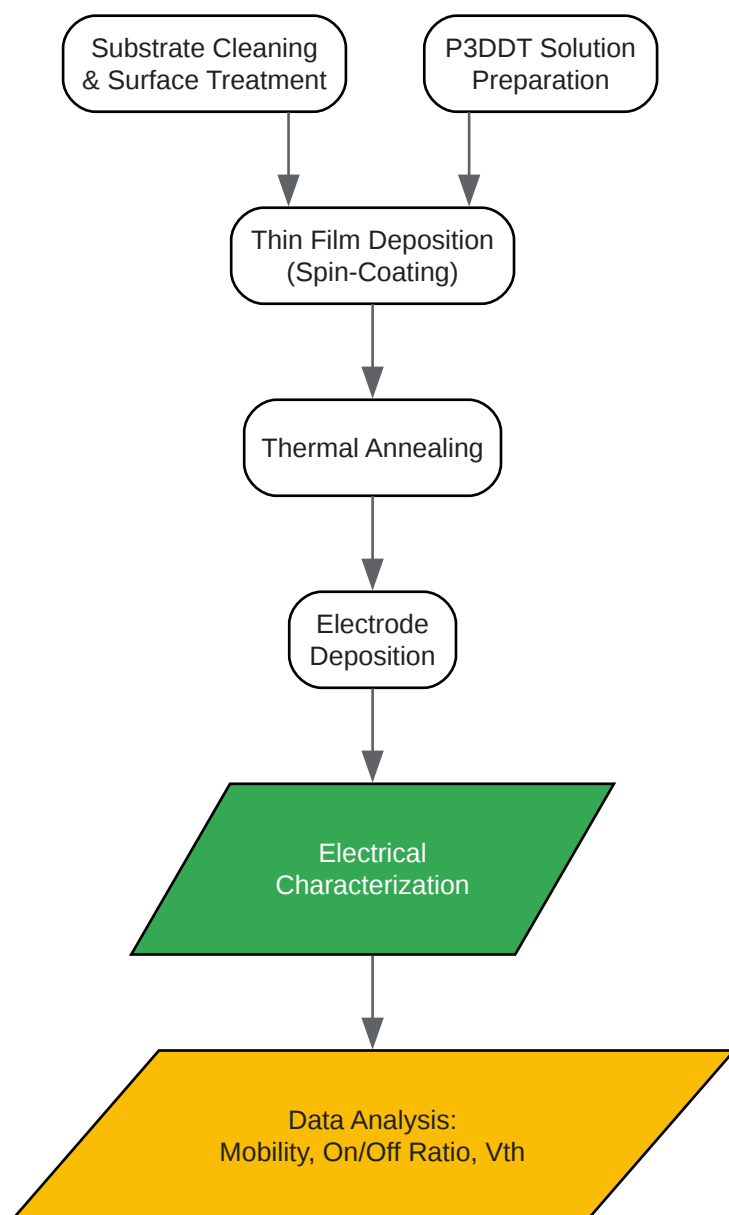 Substrate Cleaning
& Surface Treatment
P3DDT Solution
Preparation
Thin Film Deposition
(Spin-Coating)
Thermal Annealing
Electrode
Deposition
Electrical
Characterization
Data Analysis:
Mobility, On/Off Ratio, Vth